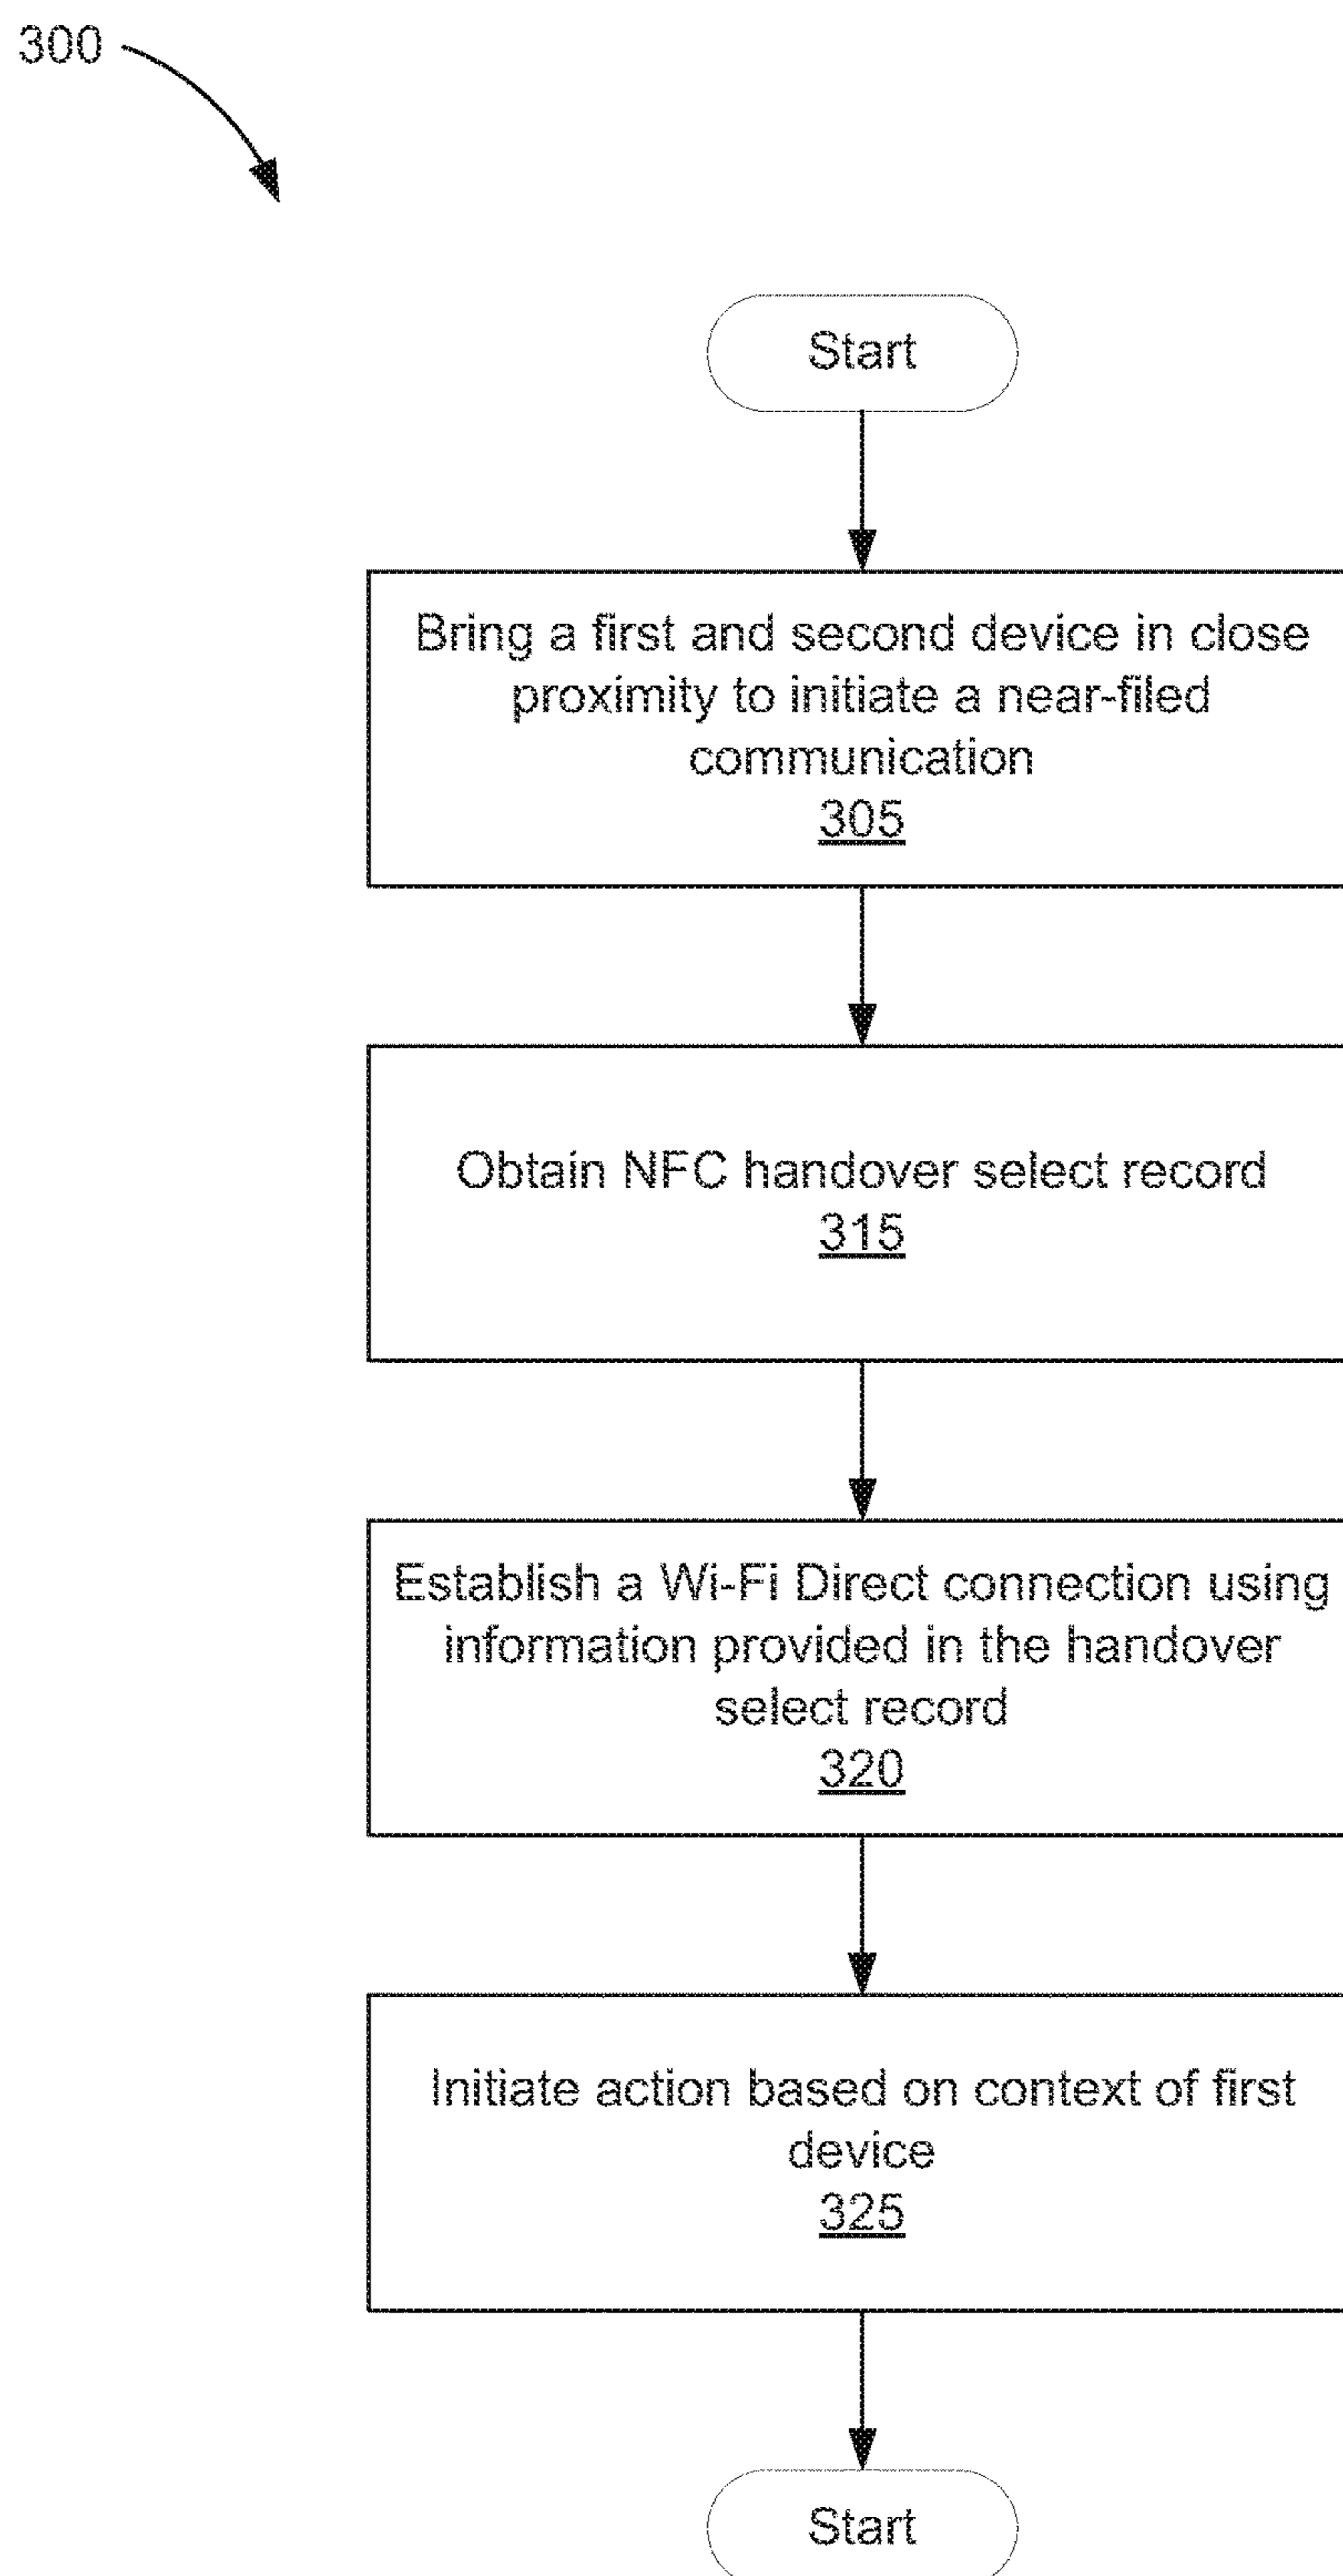 300
Start
Bring a first and second device in close
proximity to initiate a near-filed
communication
305
Obtain NFC handover select record
315
Establish a Wi-Fi Direct connection using
information provided in the handover
select record
320
Initiate action based on context of first
device
325
Start